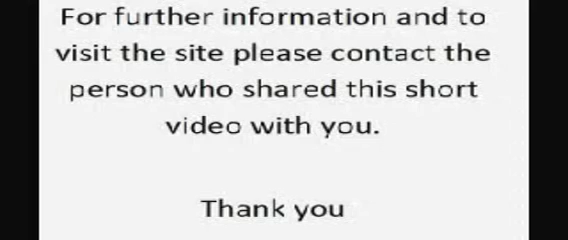 For further information and to
visit the site please contact the
person who shared this short
video with you.
Thank you